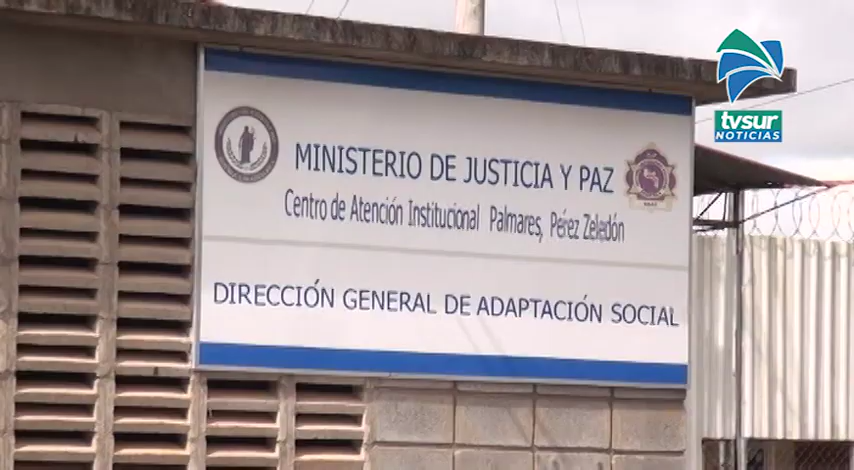 tvsur
NOTICIAS
MINISTERIO DE JUSTICIA Y PAZ
Centro de Atención Institucional Palmares, Pérez Zeledón
DIRECCIÓN GENERAL DE ADAPTACIÓN SOCIAL